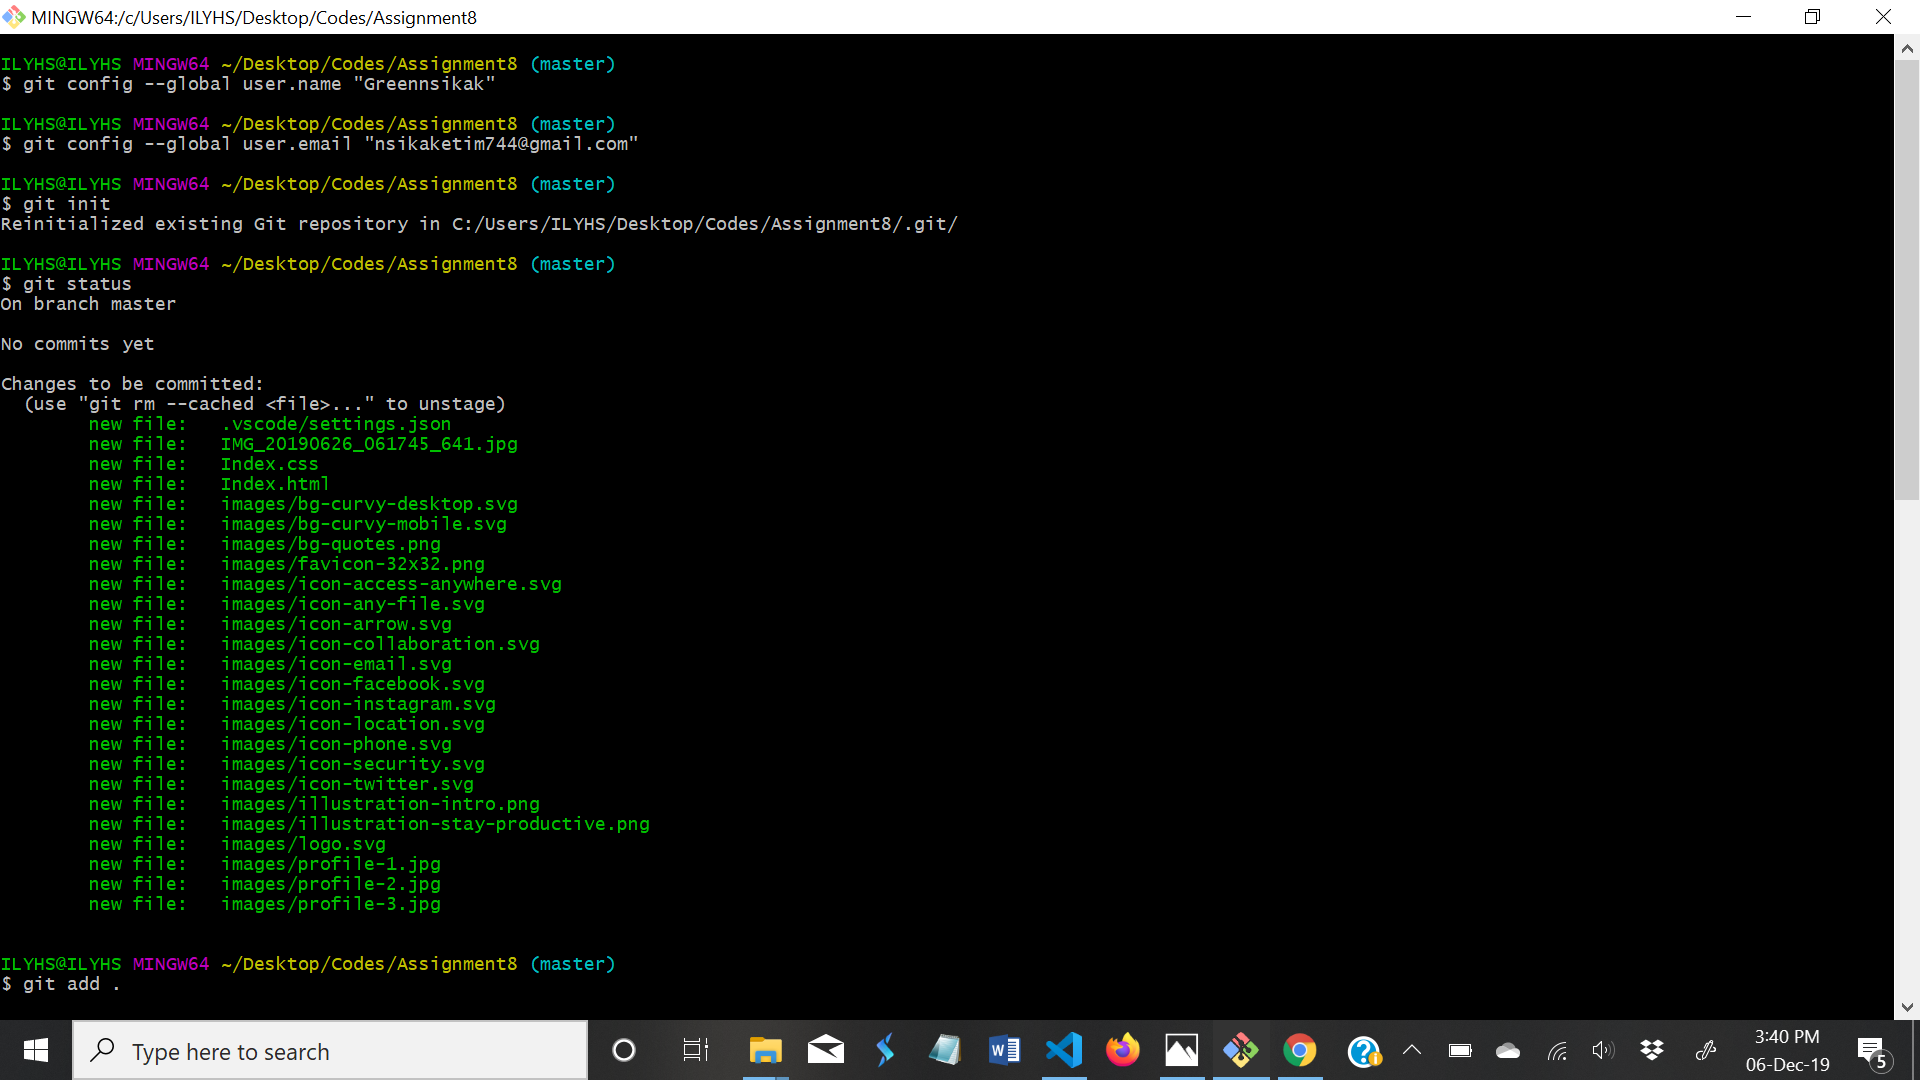 MINGW64:/c/Users/ILYHS/Desktop/Codes/Assignment8
ILYHS@ILYHS MINGW64 ~/Desktop/Codes/Assignment8 (master)
$ git config --global user.name "Greennsikak"
ILYHS@ILYHS MINGW64 ~/Desktop/Codes/Assignment8 (master)
$ git config --global user.email "nsikaketim744@gmail.com"
ILYHS@ILYHS MINGW64 ~/Desktop/Codes/Assignment8 (master)
$ git init
Reinitialized existing Git repository in C:/Users/ILYHS/Desktop/Codes/Assignment8/.git/
ILYHS@ILYHS MINGW64 ~/Desktop/Codes/Assignment8 (master)
$ git status
On branch master
No commits yet
Changes to be committed:
(use "git rm --cached <file>..." to unstage)
new file: .vscode/settings.json
new file: IMG_20190626_061745_641.jpg
new file: Index.css
new file: Index.html
new file: images/bg-curvy-desktop.svg
new file: images/bg-curvy-mobile.svg
new file: images/bg-quotes.png
new file: images/favicon-32x32.png
new file: images/icon-access-anywhere.svg
new file: images/icon-any-file.svg
new file: images/icon-arrow.svg
new file: images/icon-collaboration.svg
new file: images/icon-email.svg
new file: images/icon-facebook.svg
new file: images/icon-instagram.svg
new file: images/icon-location.svg
new file: images/icon-phone.svg
new file: images/icon-security.svg
new file: images/icon-twitter.svg
new file: images/illustration-intro.png
new file: images/illustration-stay-productive.png
new file: images/logo.svg
new file: images/profile-1.jpg
new file: images/profile-2.jpg
new file: images/profile-3.jpg
ILYHS@ILYHS MINGW64 ~/Desktop/Codes/Assignment8 (master)
$ git add .
Type here to search
3:40 PM
06-Dec-19
5